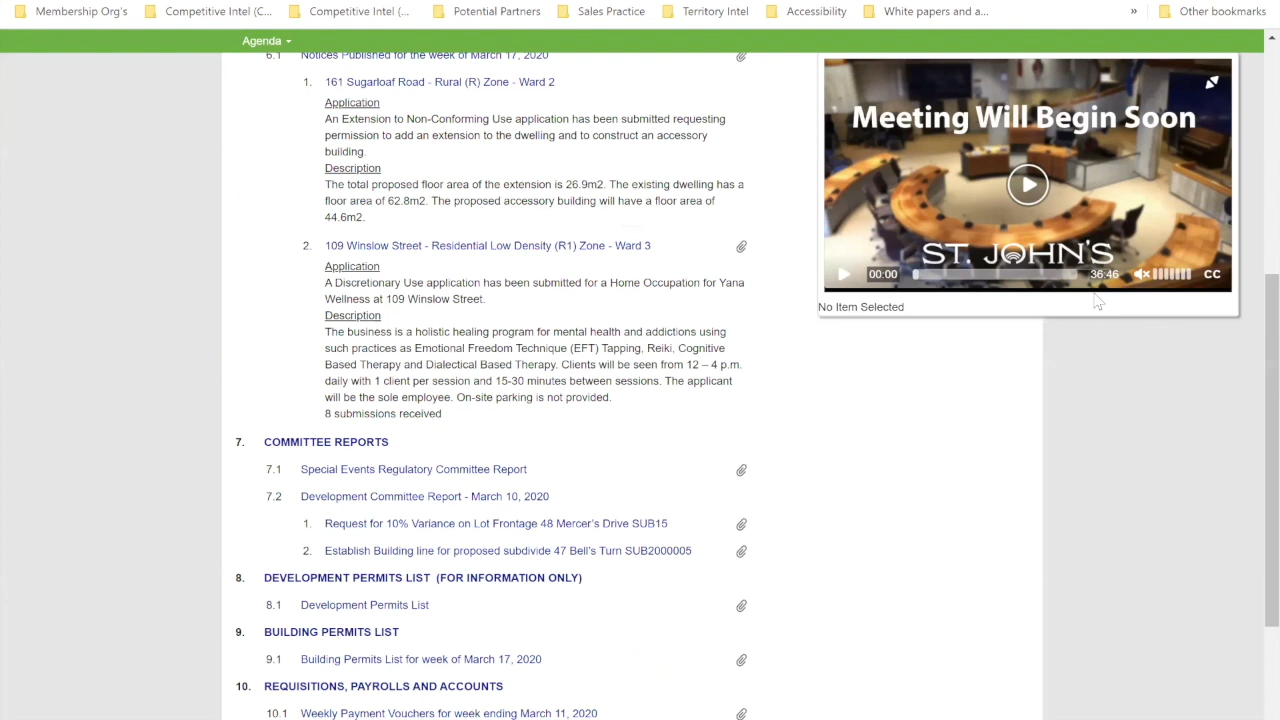 Membership Org's
Competitive Intel (C...
Competitive Intel (...
Potential Partners
Sales Practice
Territory Intel
Accessibility
White papers and a...
»
Other bookmarks
Agenda
6.1 Notices Published for the week of March 17, 2020
1. 161 Sugarloaf Road - Rural (R) Zone - Ward 2
Application
An Extension to Non-Conforming Use application has been submitted requesting
permission to add an extension to the dwelling and to construct an accessory
building.
Description
The total proposed floor area of the extension is 26.9m2. The existing dwelling has a
floor area of 62.8m2. The proposed accessory building will have a floor area of
44.6m2.
2. 109 Winslow Street - Residential Low Density (R1) Zone - Ward 3
Application
A Discretionary Use application has been submitted for a Home Occupation for Yana
Wellness at 109 Winslow Street.
Description
The business is a holistic healing program for mental health and addictions using
such practices as Emotional Freedom Technique (EFT) Tapping, Reiki, Cognitive
Based Therapy and Dialectical Based Therapy. Clients will be seen from 12 – 4 p.m.
daily with 1 client per session and 15-30 minutes between sessions. The applicant
will be the sole employee. On-site parking is not provided.
8 submissions received
7. COMMITTEE REPORTS
7.1 Special Events Regulatory Committee Report
7.2 Development Committee Report - March 10, 2020
1. Request for 10% Variance on Lot Frontage 48 Mercer's Drive SUB15
2. Establish Building line for proposed subdivide 47 Bell's Turn SUB2000005
8. DEVELOPMENT PERMITS LIST (FOR INFORMATION ONLY)
8.1 Development Permits List
9. BUILDING PERMITS LIST
9.1 Building Permits List for week of March 17, 2020
10. REQUISITIONS, PAYROLLS AND ACCOUNTS
10.1 Weekly Payment Vouchers for week ending March 11, 2020
Meeting Will Begin Soon
ST. JOHN'S
00:00
36:46
CC
No Item Selected